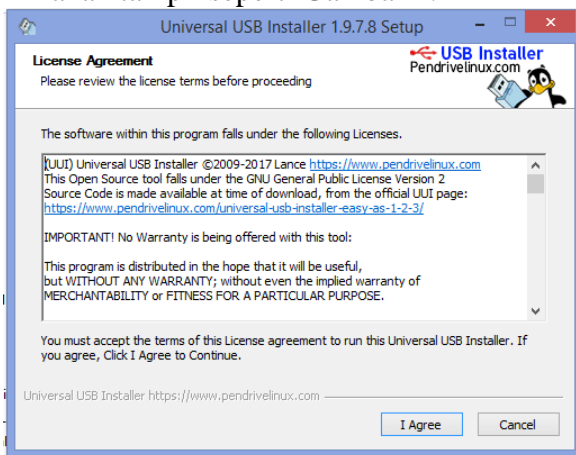 Universal USB Installer 1.9.7.8 Setup
License Agreement
Please review the license terms before proceeding
USB Installer
Pendrivelinux.com
The software within this program falls under the following Licenses.
(UUI) Universal USB Installer ©2009-2017 Lance https://www.pendrivelinux.com
This Open Source tool falls under the GNU General Public License Version 2
Source Code is made available at time of download, from the official UUI page:
https://www.pendrivelinux.com/universal-usb-installer-easy-as-1-2-3/
IMPORTANT! No Warranty is being offered with this tool:
This program is distributed in the hope that it will be useful,
but WITHOUT ANY WARRANTY; without even the implied warranty of
MERCHANTABILITY or FITNESS FOR A PARTICULAR PURPOSE.
You must accept the terms of this License agreement to run this Universal USB Installer. If
you agree, Click I Agree to Continue.
Universal USB Installer https://www.pendrivelinux.com
I Agree
Cancel